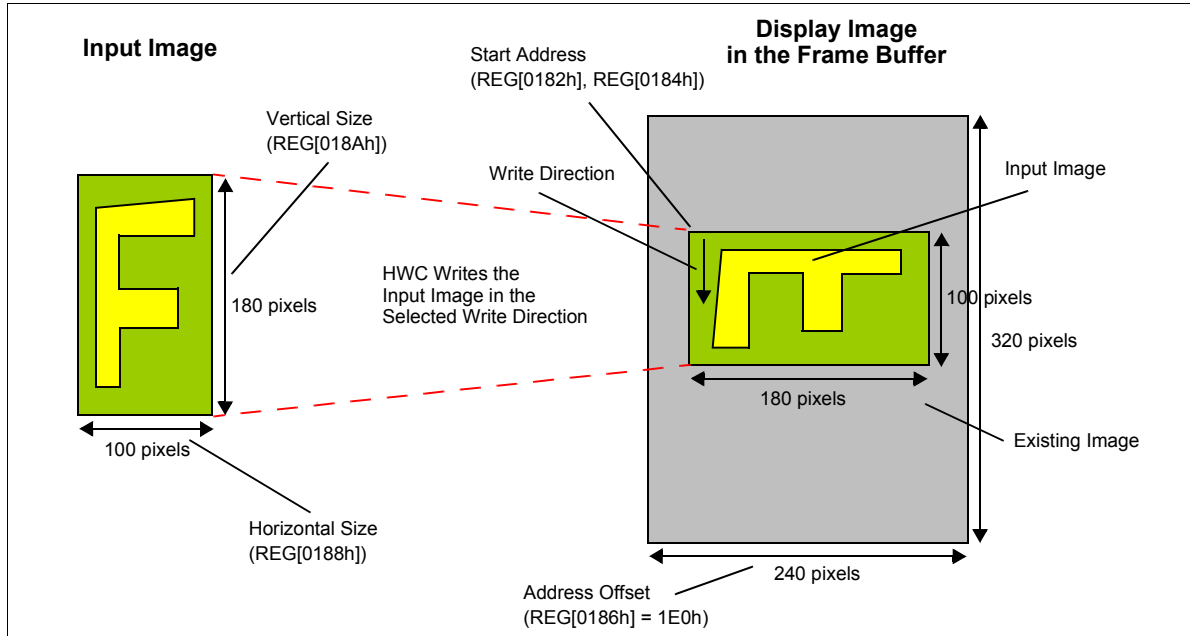 Input Image
Display Image
in the Frame Buffer
Start Address
(REG[0182h], REG[0184h])
Vertical Size
(REG[018Ah])
Write Direction
Input Image
HWC Writes the
Input Image in the
Selected Write Direction
180 pixels
100 pixels
320 pixels
180 pixels
100 pixels
Existing Image
Horizontal Size
(REG[0188h])
240 pixels
Address Offset
(REG[0186h] = 1E0h)